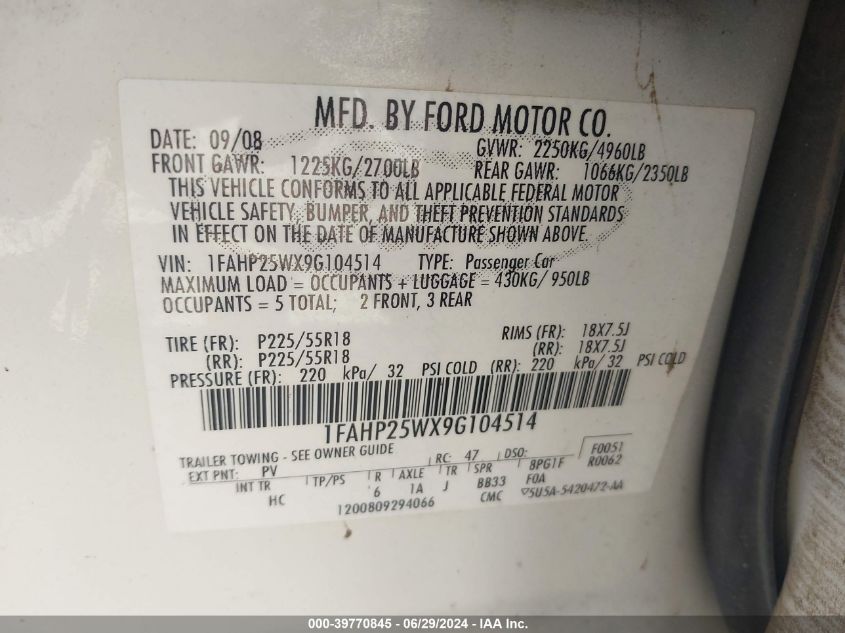 MFD. BY FORD MOTOR CO.
DATE: 09/08 GVWR: 2250KG/4960LB
FRONT GAWR: 1225KG/2700LB REAR GAWR: 1066KG/2350LB
THIS VEHICLE CONFORMS TO ALL APPLICABLE FEDERAL MOTOR
VEHICLE SAFETY, BUMPER, AND THEFT PREVENTION STANDARDS
IN EFFECT ON THE DATE OF MANUFACTURE SHOWN ABOVE.
VIN: 1FAHP25WX9G104514 TYPE: Passenger Car
MAXIMUM LOAD = OCCUPANTS + LUGGAGE = 430KG/ 950LB
OCCUPANTS = 5 TOTAL; 2 FRONT, 3 REAR
TIRE (FR): P225/55R18 RIMS (FR): 18X7.5J
(RR): P225/55R18 (RR): 18X7.5J
PRESSURE (FR): 220 kPa/ 32 PSI COLD (RR): 220 kPa/ 32 PSI COLD
1FAHP25WX9G104514
TRAILER TOWING - SEE OWNER GUIDE
EXT PNT: PV RC: 47 DSO: F0051
R0062
INT TR TP/PS R AXLE TR SPR BPG1F
HC 6 1A J BB33 FOA
1200809294066 CMC ▽5U5A-5420472-AA
000-39770845 - 06/29/2024 - IAA Inc.